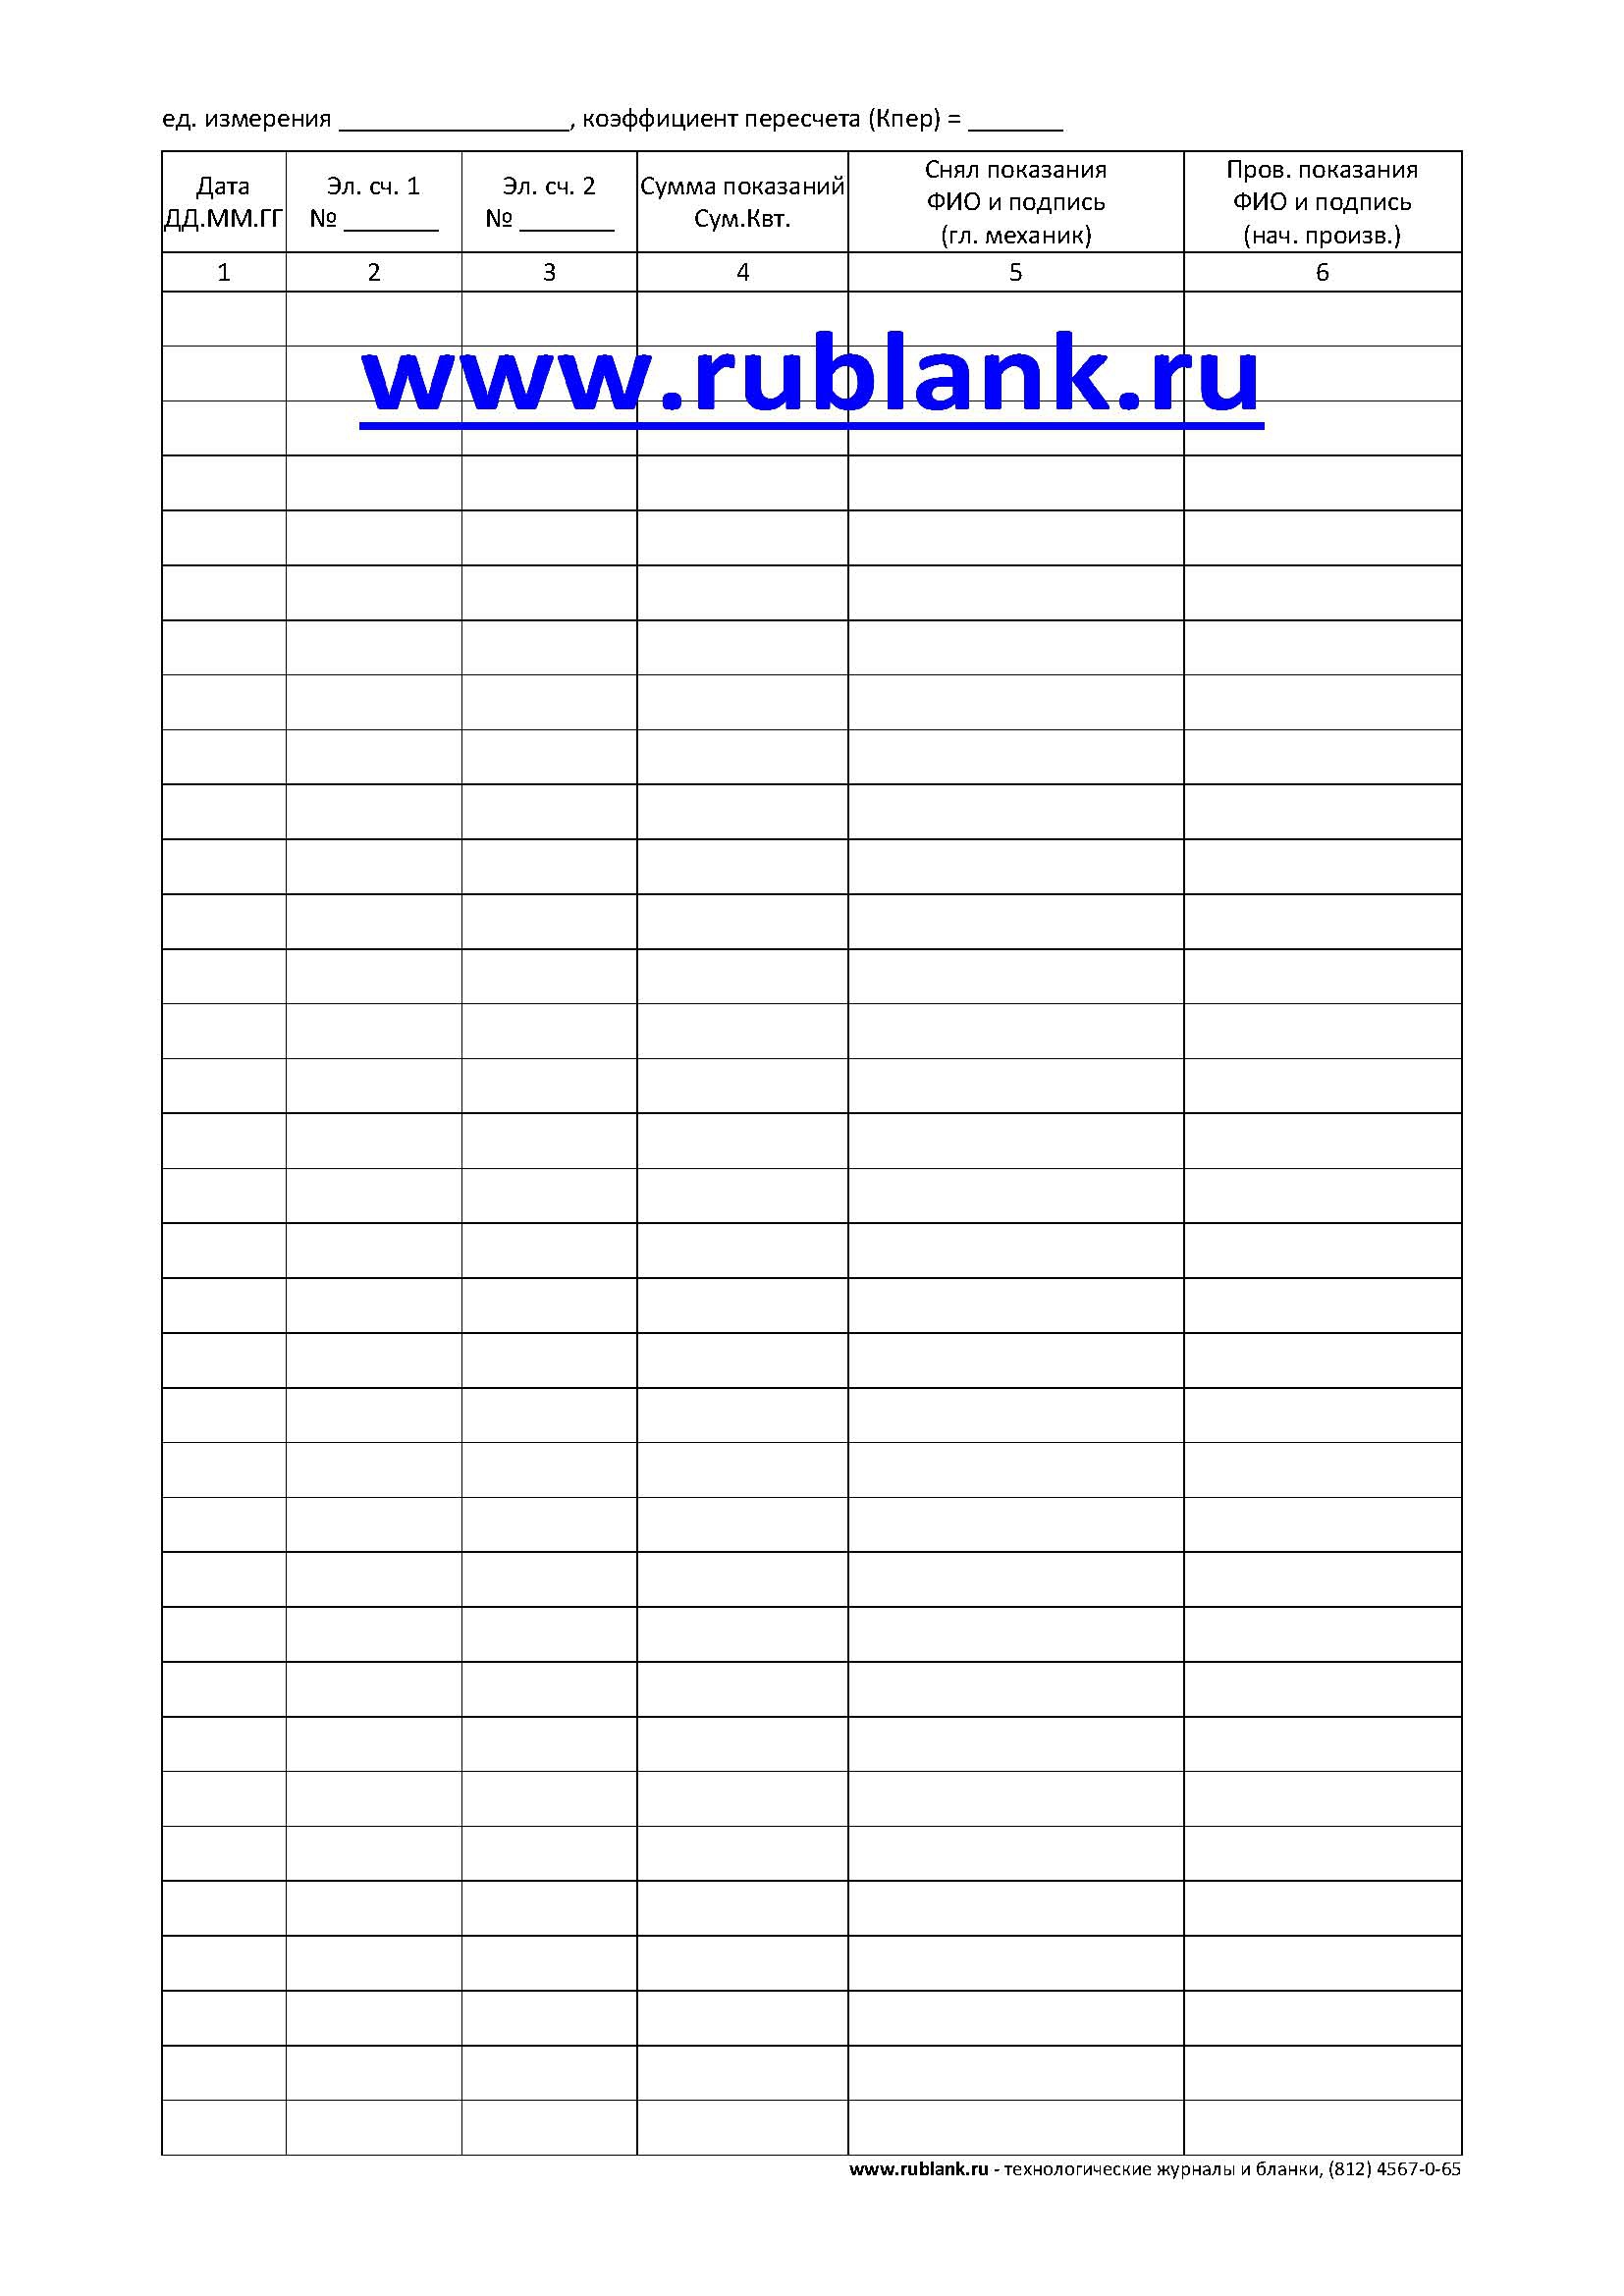 ед. измерения _________________, коэффициент пересчета (Кпер) = _______
Дата
ДД.ММ.ГГ
Эл. сч. 1
№ _______
Эл. сч. 2
№ _______
Сумма показаний
Сум.Квт.
Снял показания
ФИО и подпись
(гл. механик)
Пров. показания
ФИО и подпись
(нач. произв.)
1 2 3 4 5 6
www.rublank.ru
www.rublank.ru - технологические журналы и бланки, (812) 4567-0-65